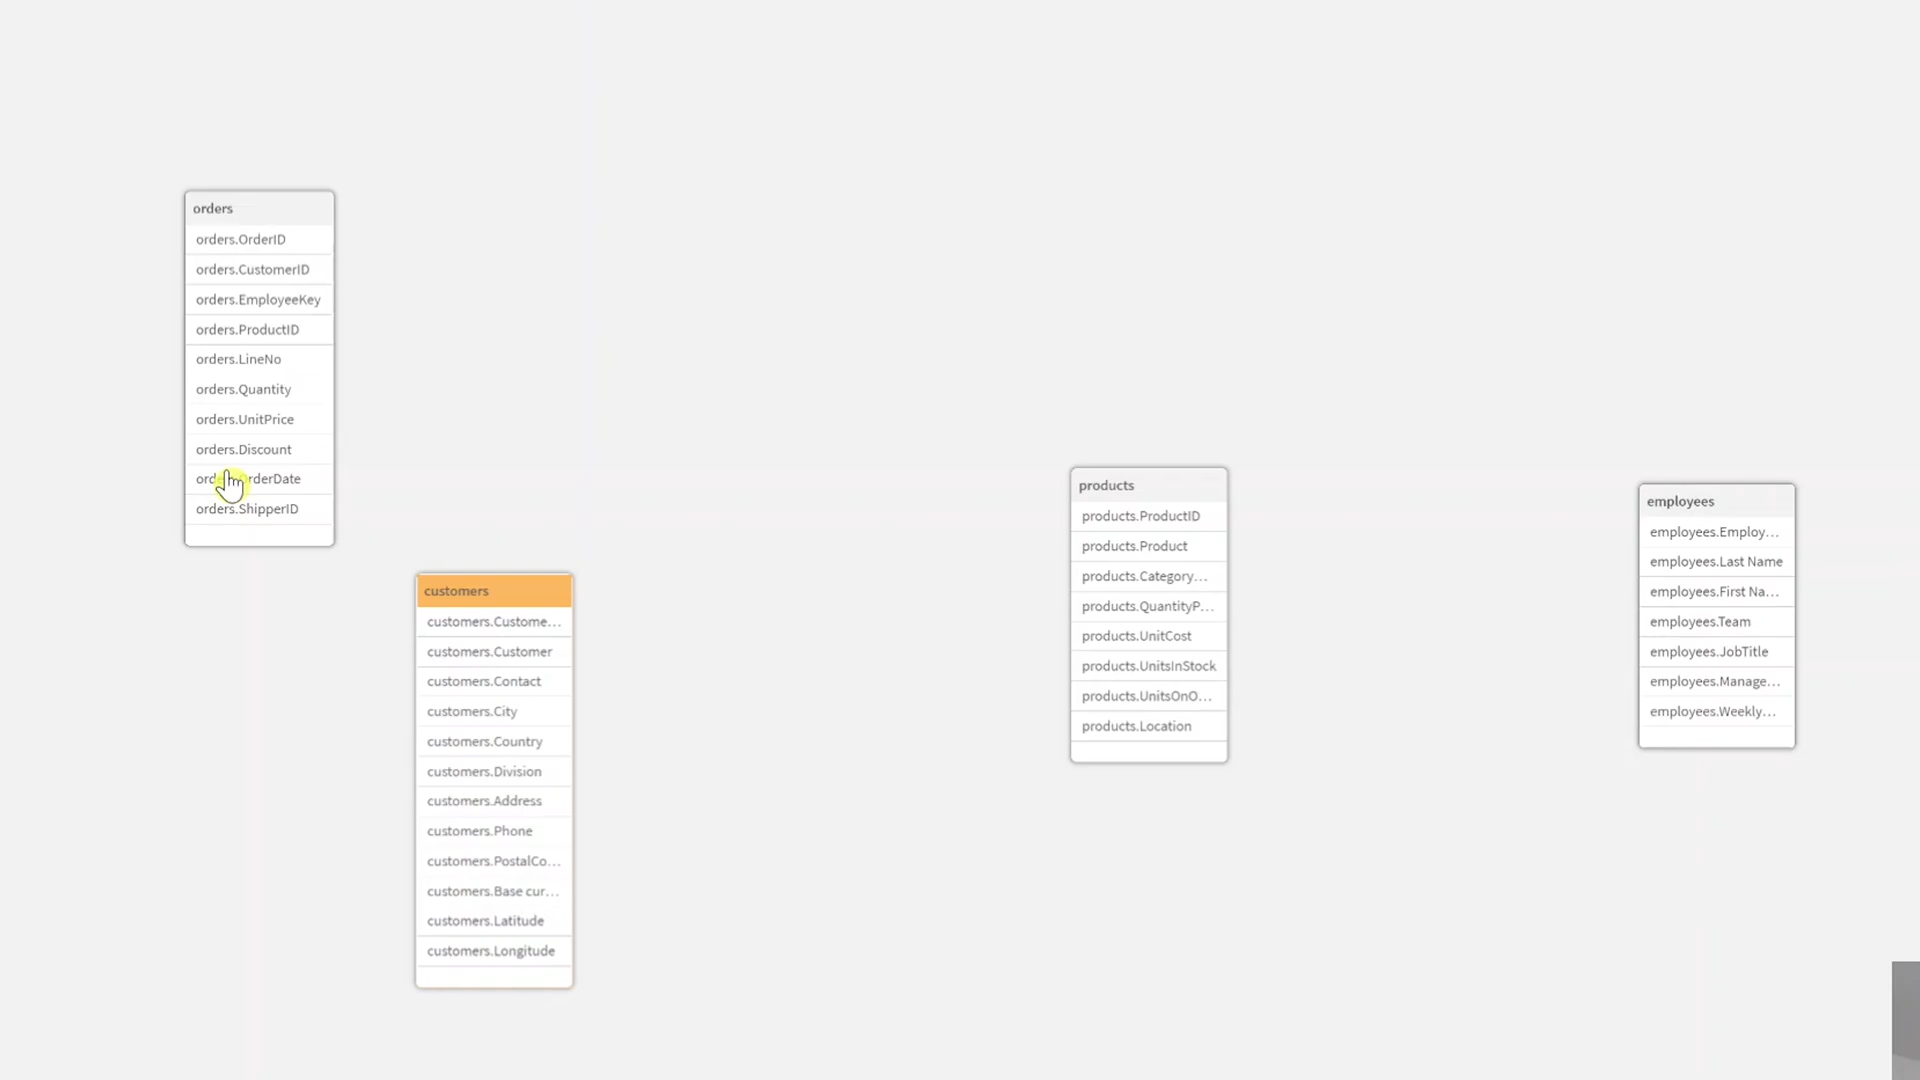 orders
orders.OrderID
orders.CustomerID
orders.EmployeeKey
orders.ProductID
orders.LineNo
orders.Quantity
orders.UnitPrice
orders.Discount
orders.OrderDate
orders.ShipperID
customers
customers.Custome...
customers.Customer
customers.Contact
customers.City
customers.Country
customers.Division
customers.Address
customers.Phone
customers.PostalCo...
customers.Base cur...
customers.Latitude
customers.Longitude
products
products.ProductID
products.Product
products.Category...
products.QuantityP...
products.UnitCost
products.UnitsInStock
products.UnitsOnO...
products.Location
employees
employees.Employ...
employees.Last Name
employees.First Na...
employees.Team
employees.JobTitle
employees.Manage...
employees.Weekly...